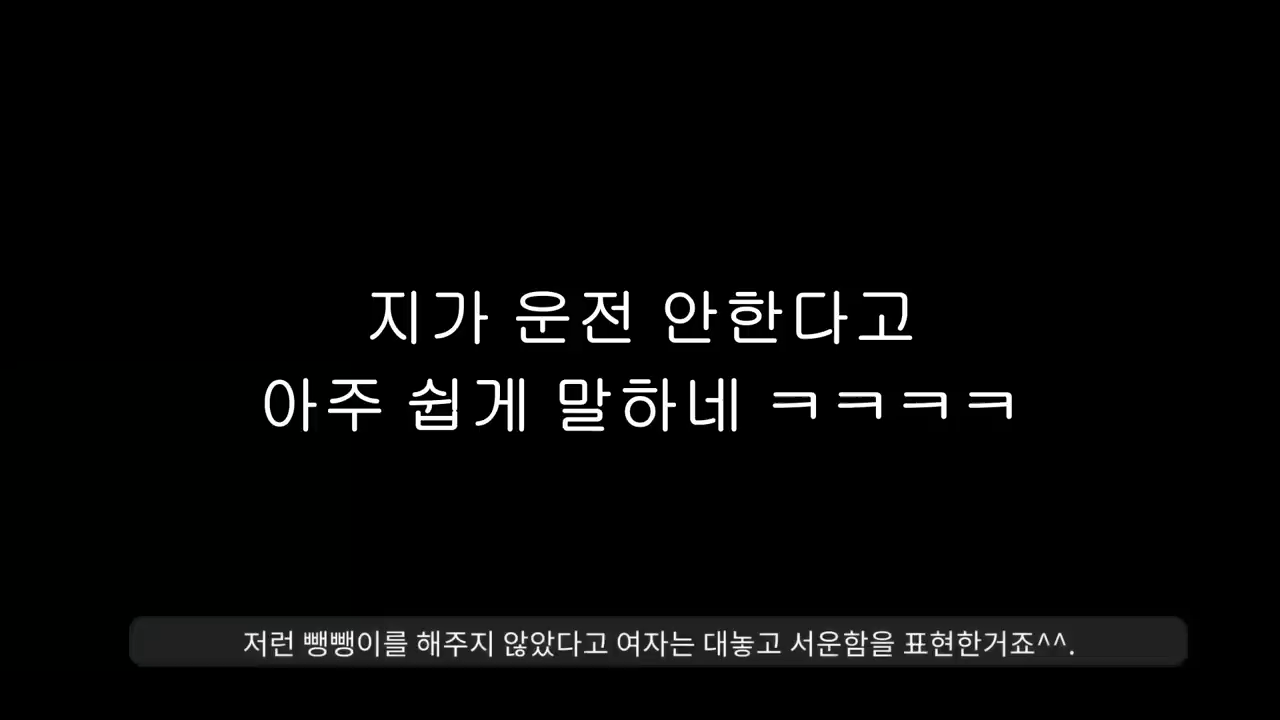 지가 운전 안한다고
아주 쉽게 말하네 ㅋㅋㅋㅋ
저런 뺑뺑이를 해주지 않았다고 여자는 대놓고 서운함을 표현한거죠^^.